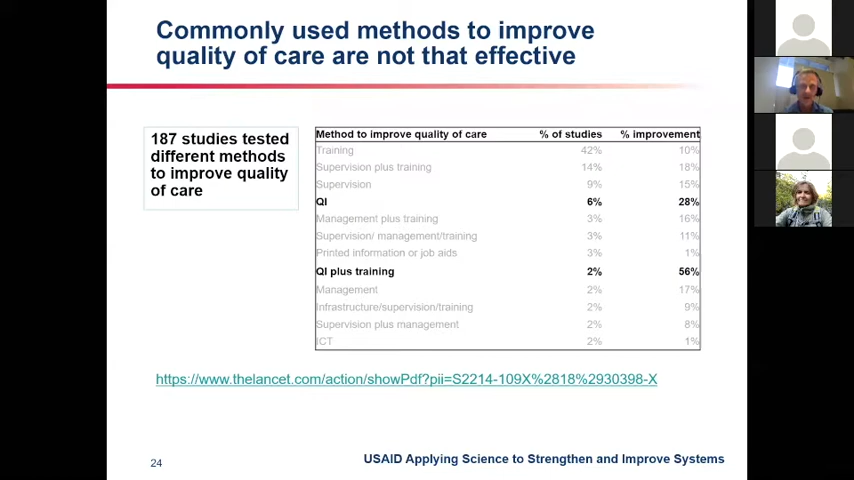 Commonly used methods to improve
quality of care are not that effective
187 studies tested
different methods
to improve quality
of care
Method to improve quality of care % of studies % improvement
Training 42% 10%
Supervision plus training 14% 18%
Supervision 9% 15%
QI 6% 28%
Management plus training 3% 16%
Supervision/ management/training 3% 11%
Printed information or job aids 3% 1%
QI plus training 2% 56%
Management 2% 17%
Infrastructure/supervision/training 2% 9%
Supervision plus management 2% 8%
ICT 2% 1%
https://www.thelancet.com/action/showPdf?pii=S2214-109X%2818%2930398-X
24
USAID Applying Science to Strengthen and Improve Systems